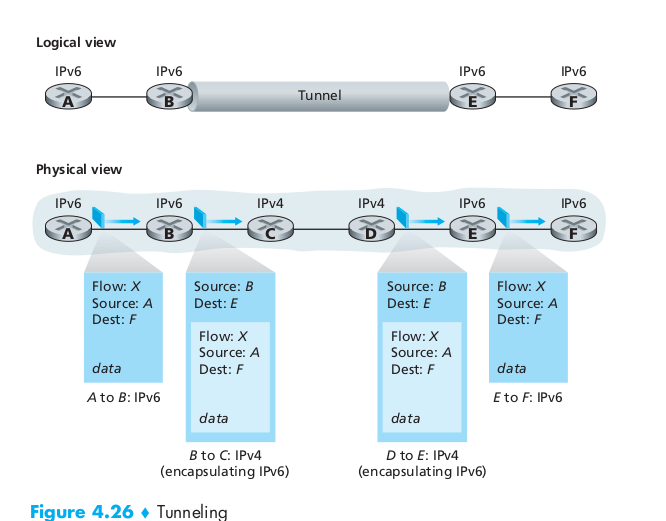 Logical view
IPv6 IPv6 IPv6 IPv6
A B Tunnel E F
Physical view
IPv6 IPv6 IPv4 IPv4 IPv6 IPv6
A B C D E F
Flow: X
Source: A
Dest: F
data
A to B: IPv6
Source: B
Dest: E
Flow: X
Source: A
Dest: F
data
B to C: IPv4
(encapsulating IPv6)
Source: B
Dest: E
Flow: X
Source: A
Dest: F
data
D to E: IPv4
(encapsulating IPv6)
Flow: X
Source: A
Dest: F
data
E to F: IPv6
Figure 4.26 ♦ Tunneling